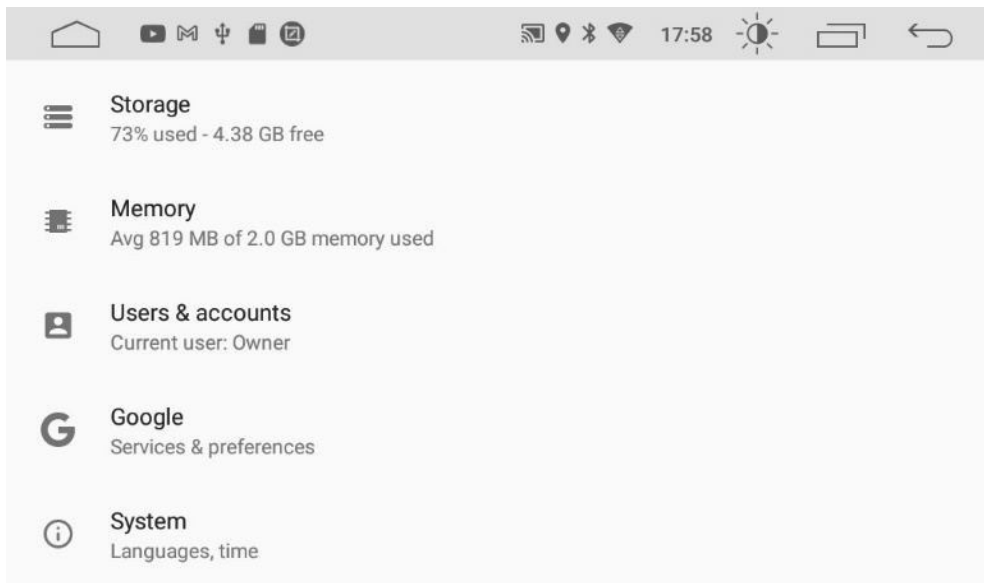 17:58
Storage
73% used - 4.38 GB free
Memory
Avg 819 MB of 2.0 GB memory used
Users & accounts
Current user: Owner
Google
Services & preferences
System
Languages, time